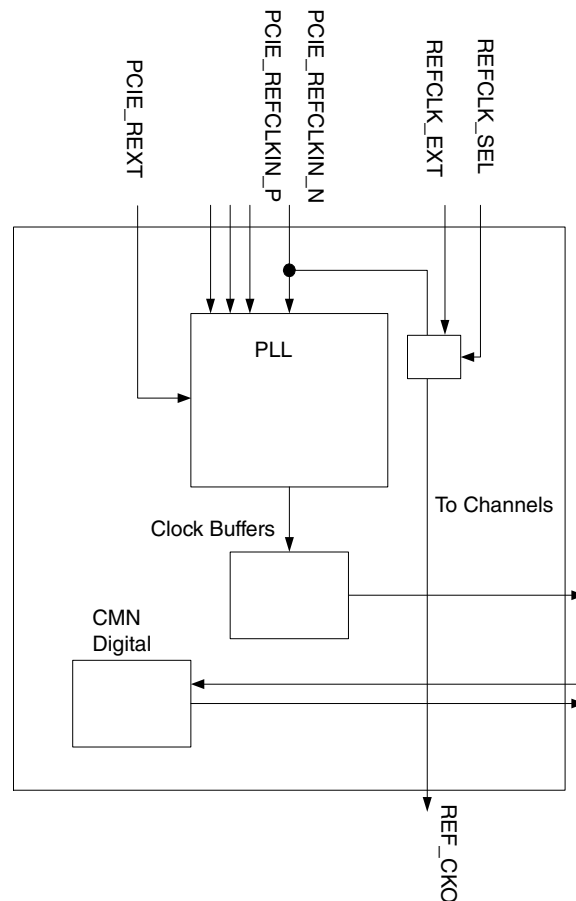 PCIE_REXT
PCIE_REFCLKIN_P
PCIE_REFCLKIN_N
REFCLK_EXT
REFCLK_SEL
PLL
To Channels
Clock Buffers
CMN
Digital
REF_CKO